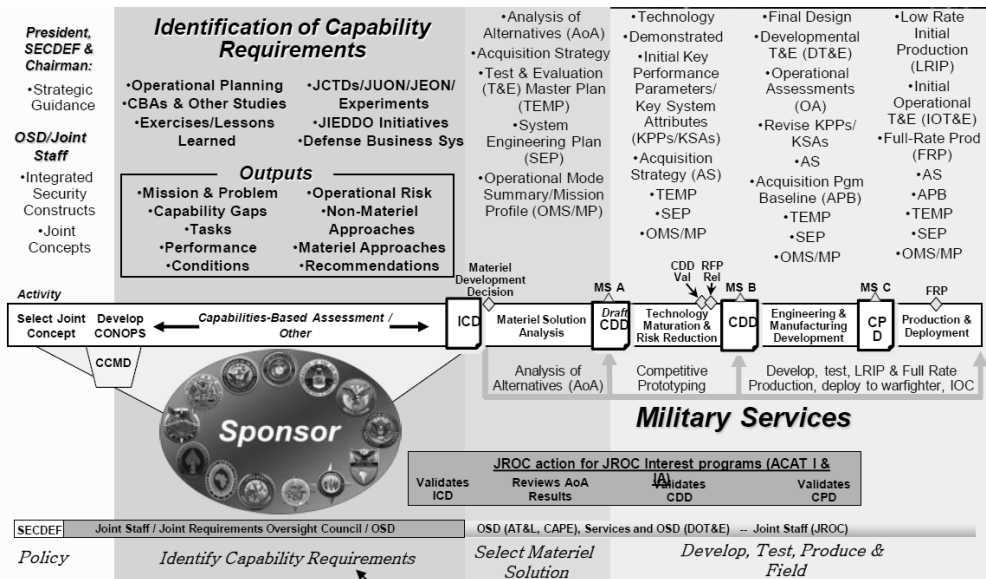 President,
SECDEF &
Chairman:
•Strategic
Guidance
OSD/Joint
Staff
•Integrated
Security
Constructs
•Joint
Concepts
Identification of Capability
Requirements
•Operational Planning
•CBAs & Other Studies
•Exercises/Lessons
Learned
•JCTDs/JUON/JEON/
Experiments
•JIEDDO Initiatives
•Defense Business Sys
Outputs
•Mission & Problem
•Capability Gaps
•Tasks
•Performance
•Conditions
•Operational Risk
•Non-Materiel
Approaches
•Materiel Approaches
•Recommendations
•Analysis of
Alternatives (AoA)
•Acquisition Strategy
•Test & Evaluation
(T&E) Master Plan
(TEMP)
•System
Engineering Plan
(SEP)
•Operational Mode
Summary/Mission
Profile (OMS/MP)
•Technology
•Demonstrated
•Initial Key
Performance
Parameters/
Key System
Attributes
(KPPs/KSAs)
•Acquisition
Strategy (AS)
•TEMP
•SEP
•OMS/MP
•Final Design
•Developmental
T&E (DT&E)
•Operational
Assessments
(OA)
•Revise KPPs/
KSAs
•AS
•Acquisition Pgm
Baseline (APB)
•TEMP
•SEP
•OMS/MP
•Low Rate
Initial
Production
(LRIP)
•Initial
Operational
T&E (IOT&E)
•Full-Rate Prod
(FRP)
•AS
•APB
•TEMP
•SEP
•OMS/MP
Materiel
Development
Decision
MS A
CDD
Val
RFP
Rel
MS B
MS C
FRP
Activity
Select Joint
Concept
Develop
CONOPS
CCMD
Capabilities-Based Assessment /
Other
ICD
Materiel Solution
Analysis
Draft
CDD
Technology
Maturation &
Risk Reduction
CDD
Engineering &
Manufacturing
Development
CP
D
Production &
Deployment
Analysis of
Alternatives (AoA)
Competitive
Prototyping
Develop, test, LRIP & Full Rate
Production, deploy to warfighter, IOC
Sponsor
Military Services
JROC action for JROC Interest programs (ACAT I &
IA)
Validates
ICD
Reviews AoA
Results
Validates
CDD
Validates
CPD
SECDEF
Joint Staff / Joint Requirements Oversight Council / OSD
OSD (AT&L, CAPE), Services and OSD (DOT&E) -- Joint Staff (JROC)
Policy
Identify Capability Requirements
Select Materiel
Solution
Develop, Test, Produce &
Field